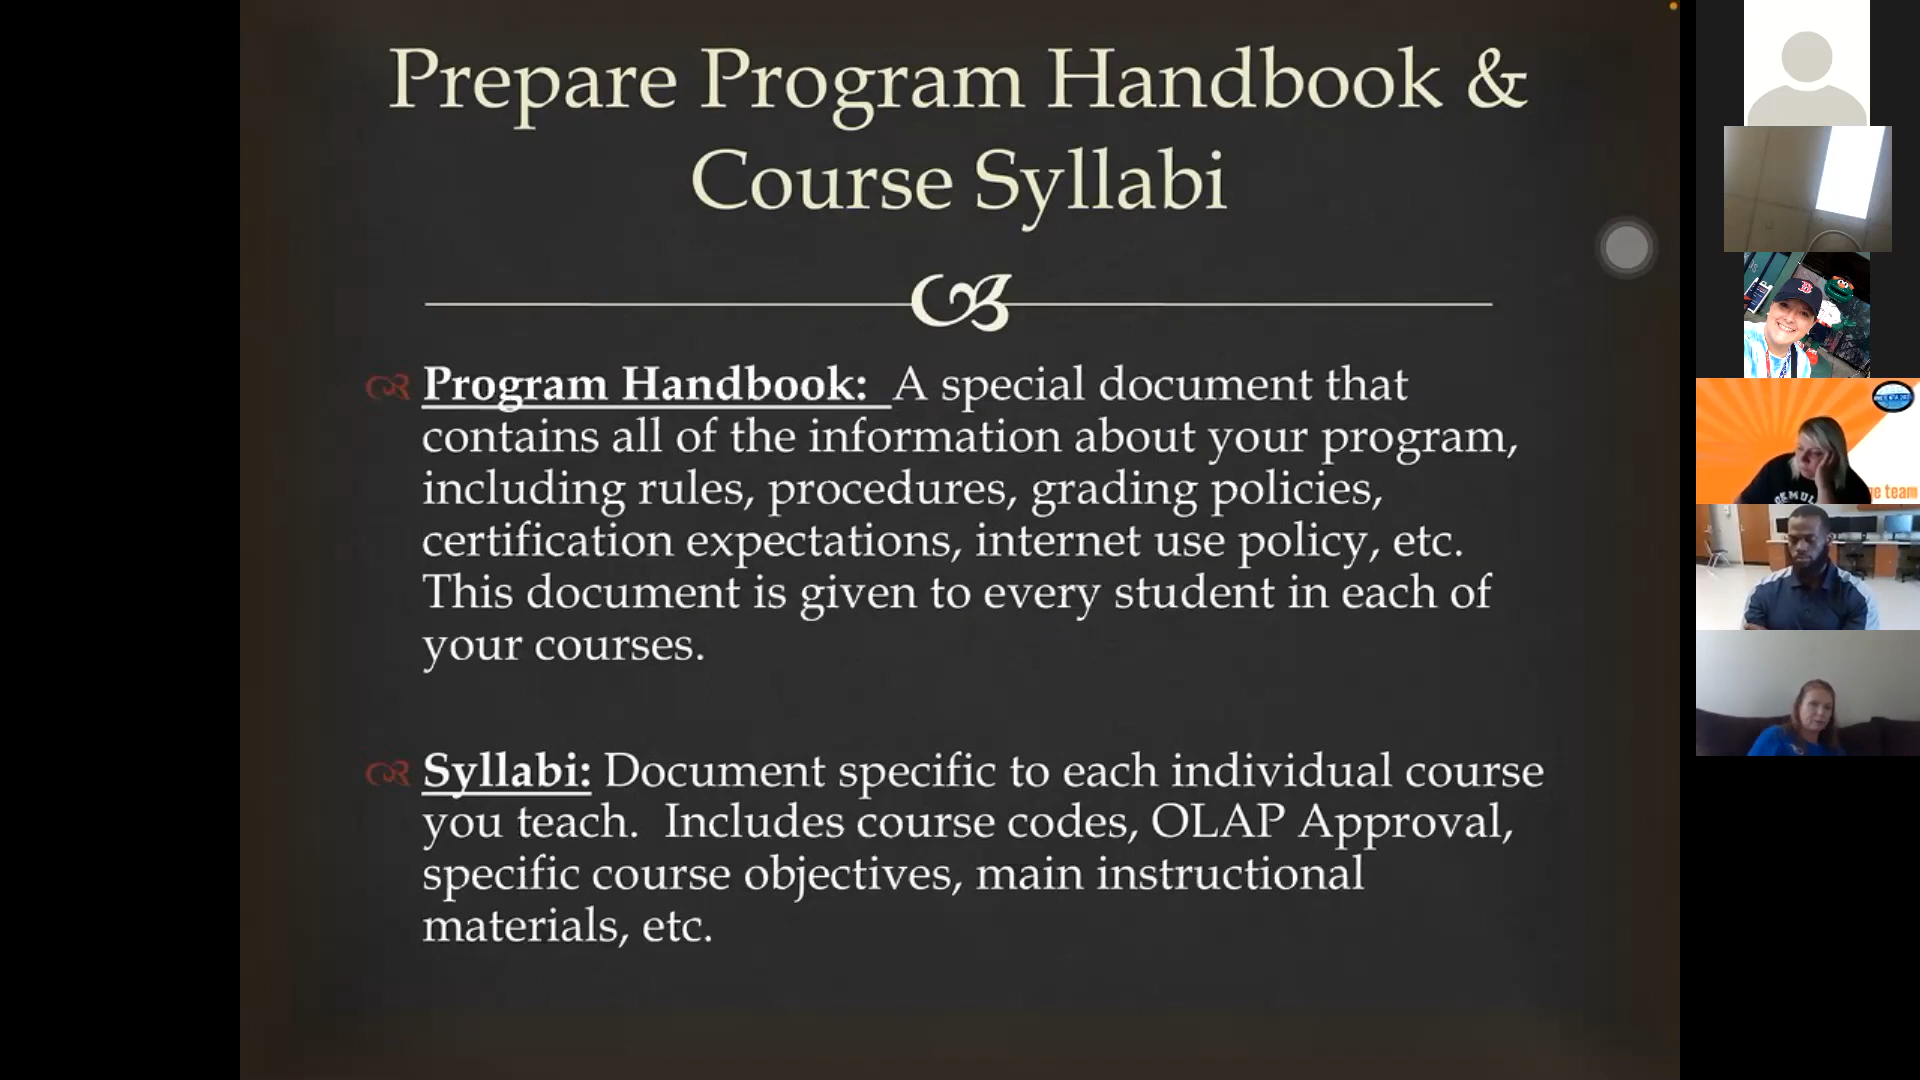 Prepare Program Handbook &
Course Syllabi
Program Handbook: A special document that
contains all of the information about your program,
including rules, procedures, grading policies,
certification expectations, internet use policy, etc.
This document is given to every student in each of
your courses.
Syllabi: Document specific to each individual course
you teach. Includes course codes, OLAP Approval,
specific course objectives, main instructional
materials, etc.
B
team